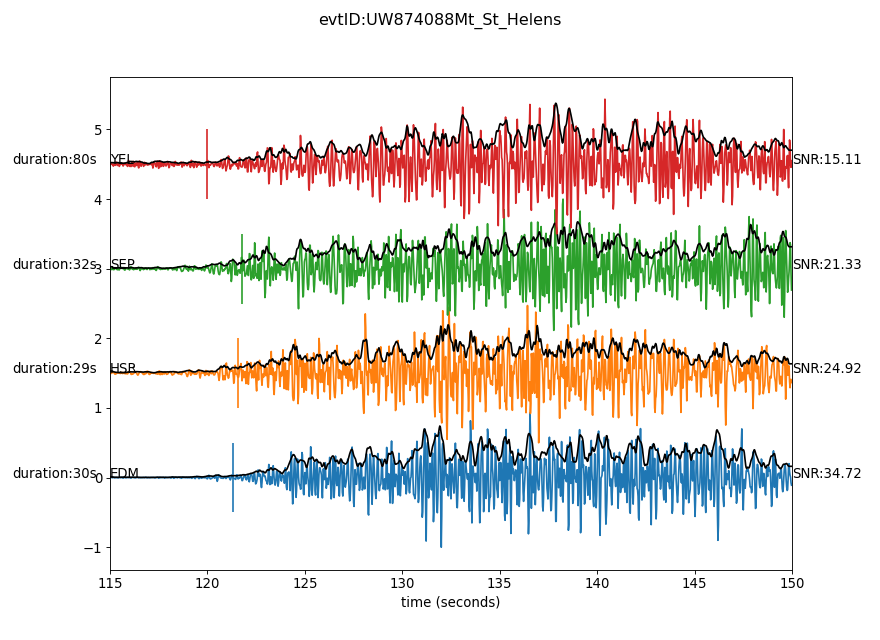 evtID:UW874088Mt_St_Helens
5
duration:80s YEL SNR:15.11
4
duration:32s 3 SEP SNR:21.33
2
duration:29s HSR SNR:24.92
1
duration:30s 0 EDM SNR:34.72
−1
115 120 125 130 135 140 145 150
time (seconds)